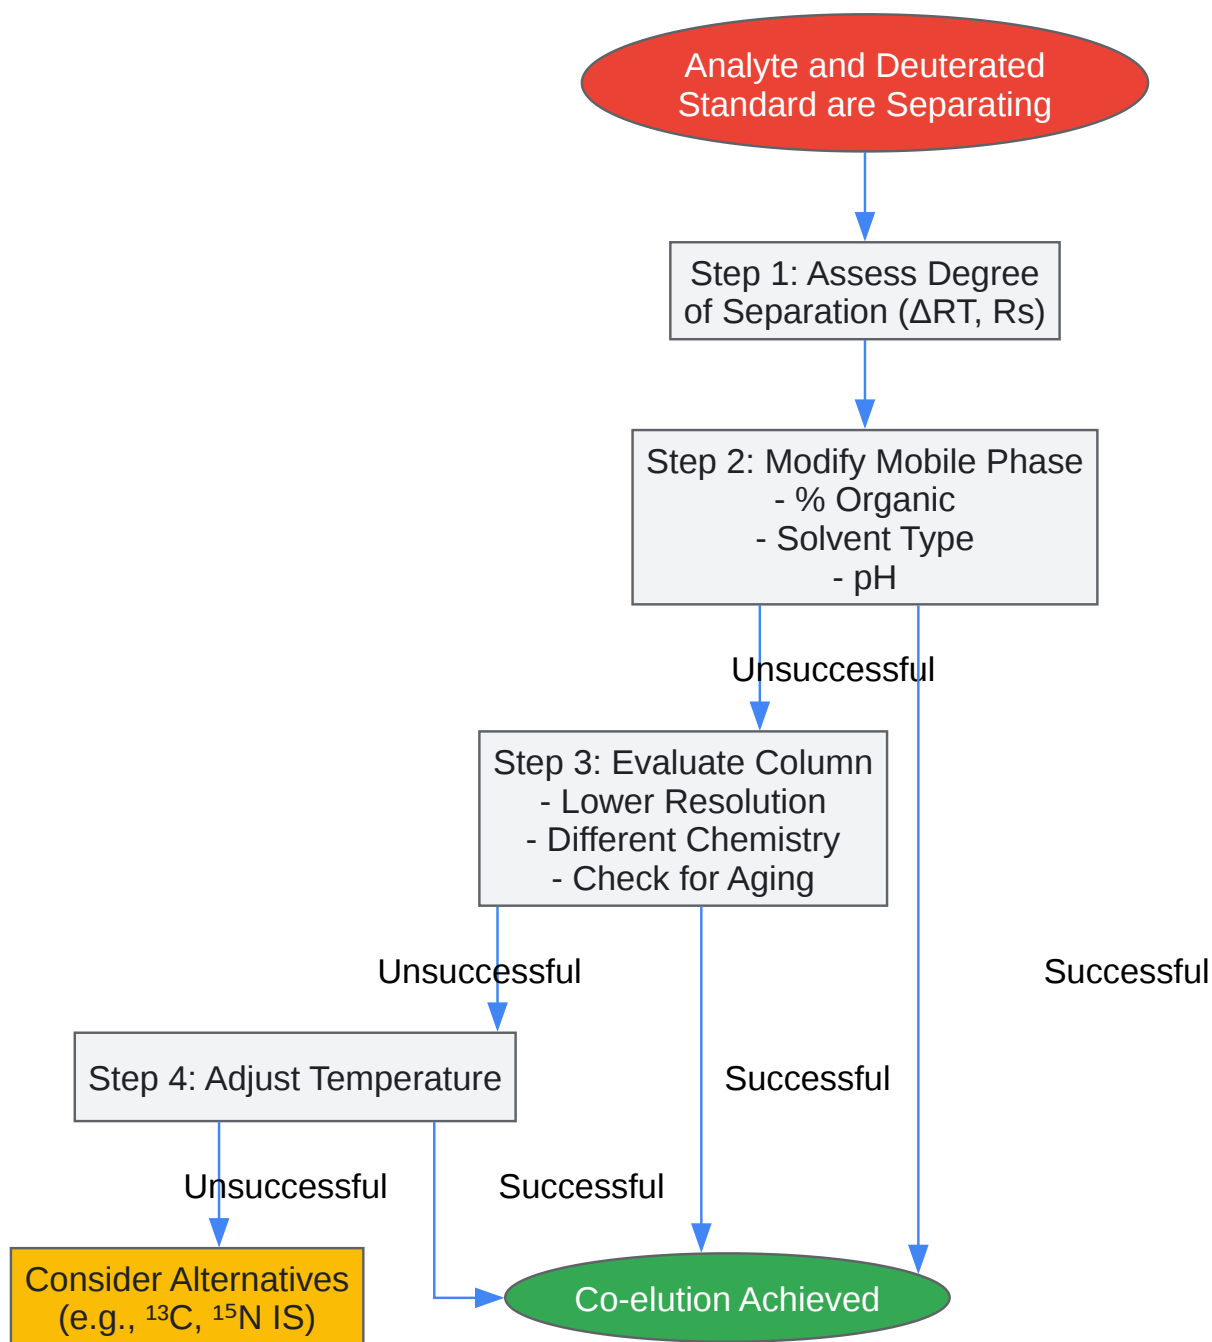 Analyte and Deuterated
Standard are Separating
Step 1: Assess Degree
of Separation (ΔRT, Rs)
Step 2: Modify Mobile Phase
- % Organic
- Solvent Type
- pH
Unsuccessful
Step 3: Evaluate Column
- Lower Resolution
- Different Chemistry
- Check for Aging
Unsuccessful
Successful
Step 4: Adjust Temperature
Successful
Unsuccessful
Successful
Consider Alternatives
(e.g., ¹³C, ¹⁵N IS)
Co-elution Achieved